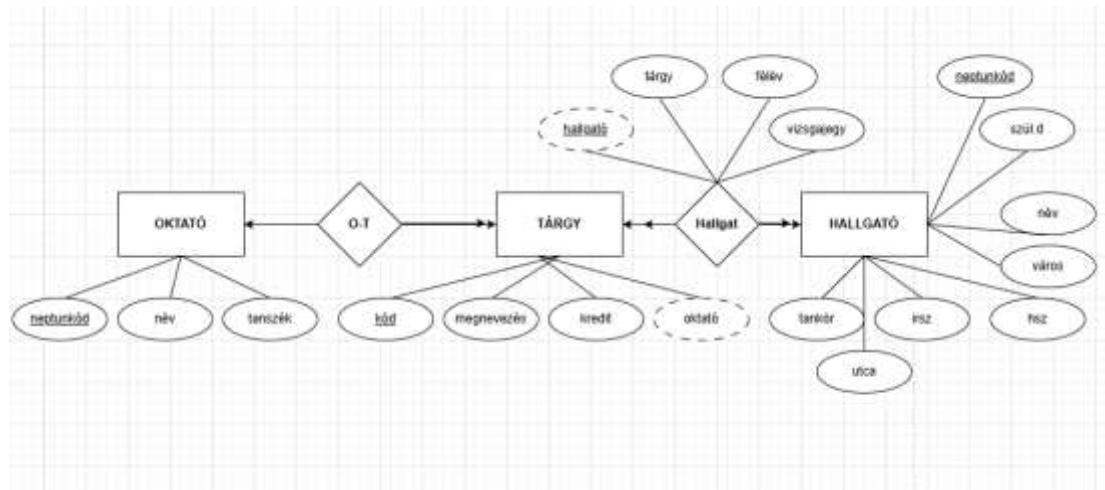 tárgy
félév
neptunkód
hallgató
vizsgajegy
szül.d
OKTATÓ
O-T
TÁRGY
Hallgat
HALLGATÓ
név
város
neptunkód
név
tanszék
kód
megnevezés
kredit
oktató
tankör
irsz
hsz
utca